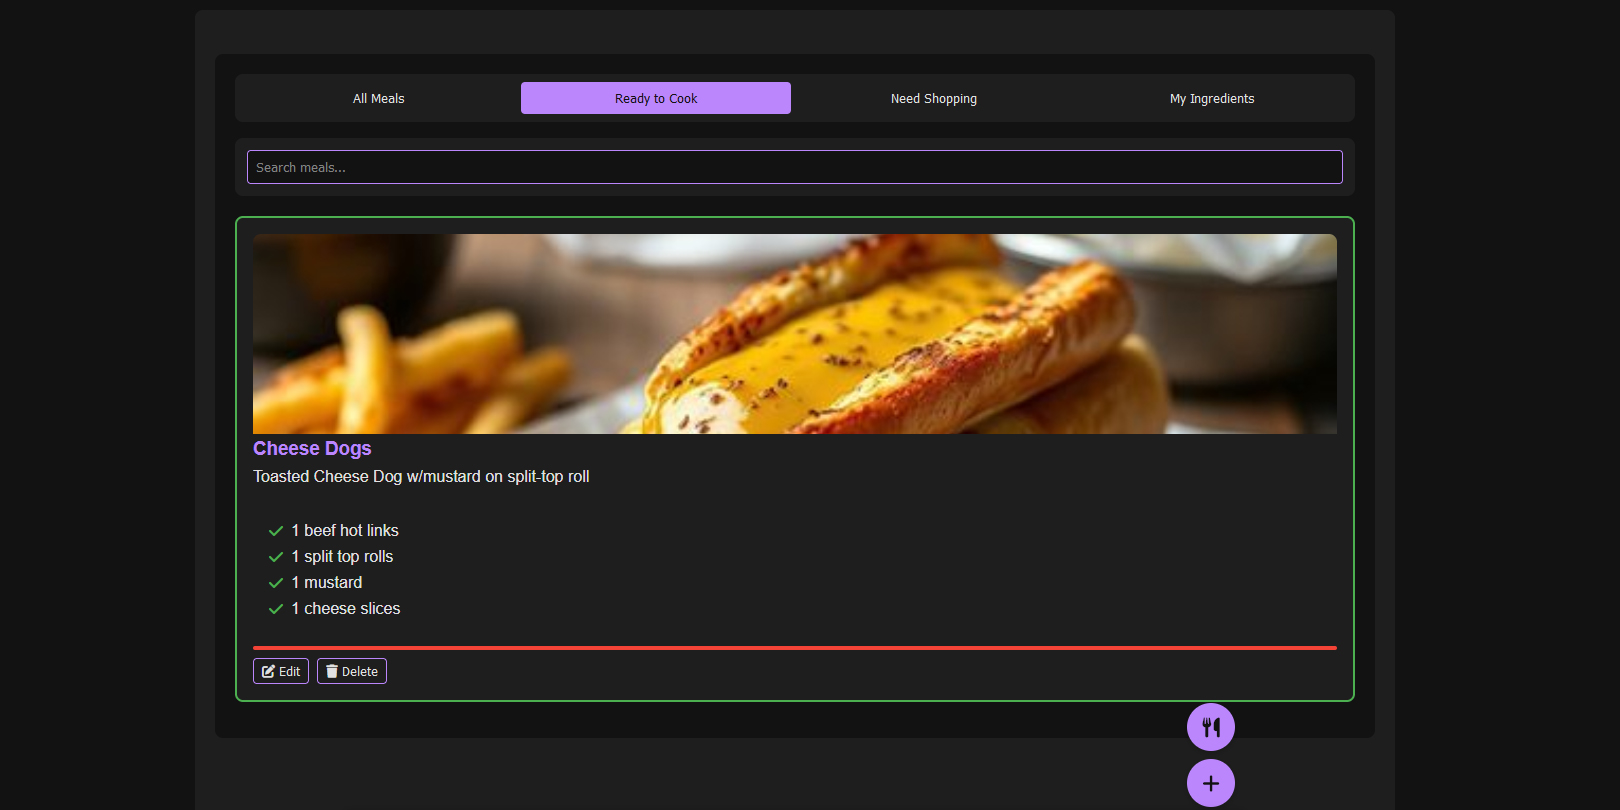 All Meals
Ready to Cook
Need Shopping
My Ingredients
Search meals...
Cheese Dogs
Toasted Cheese Dog w/mustard on split-top roll
1 beef hot links
1 split top rolls
1 mustard
1 cheese slices
Edit
Delete